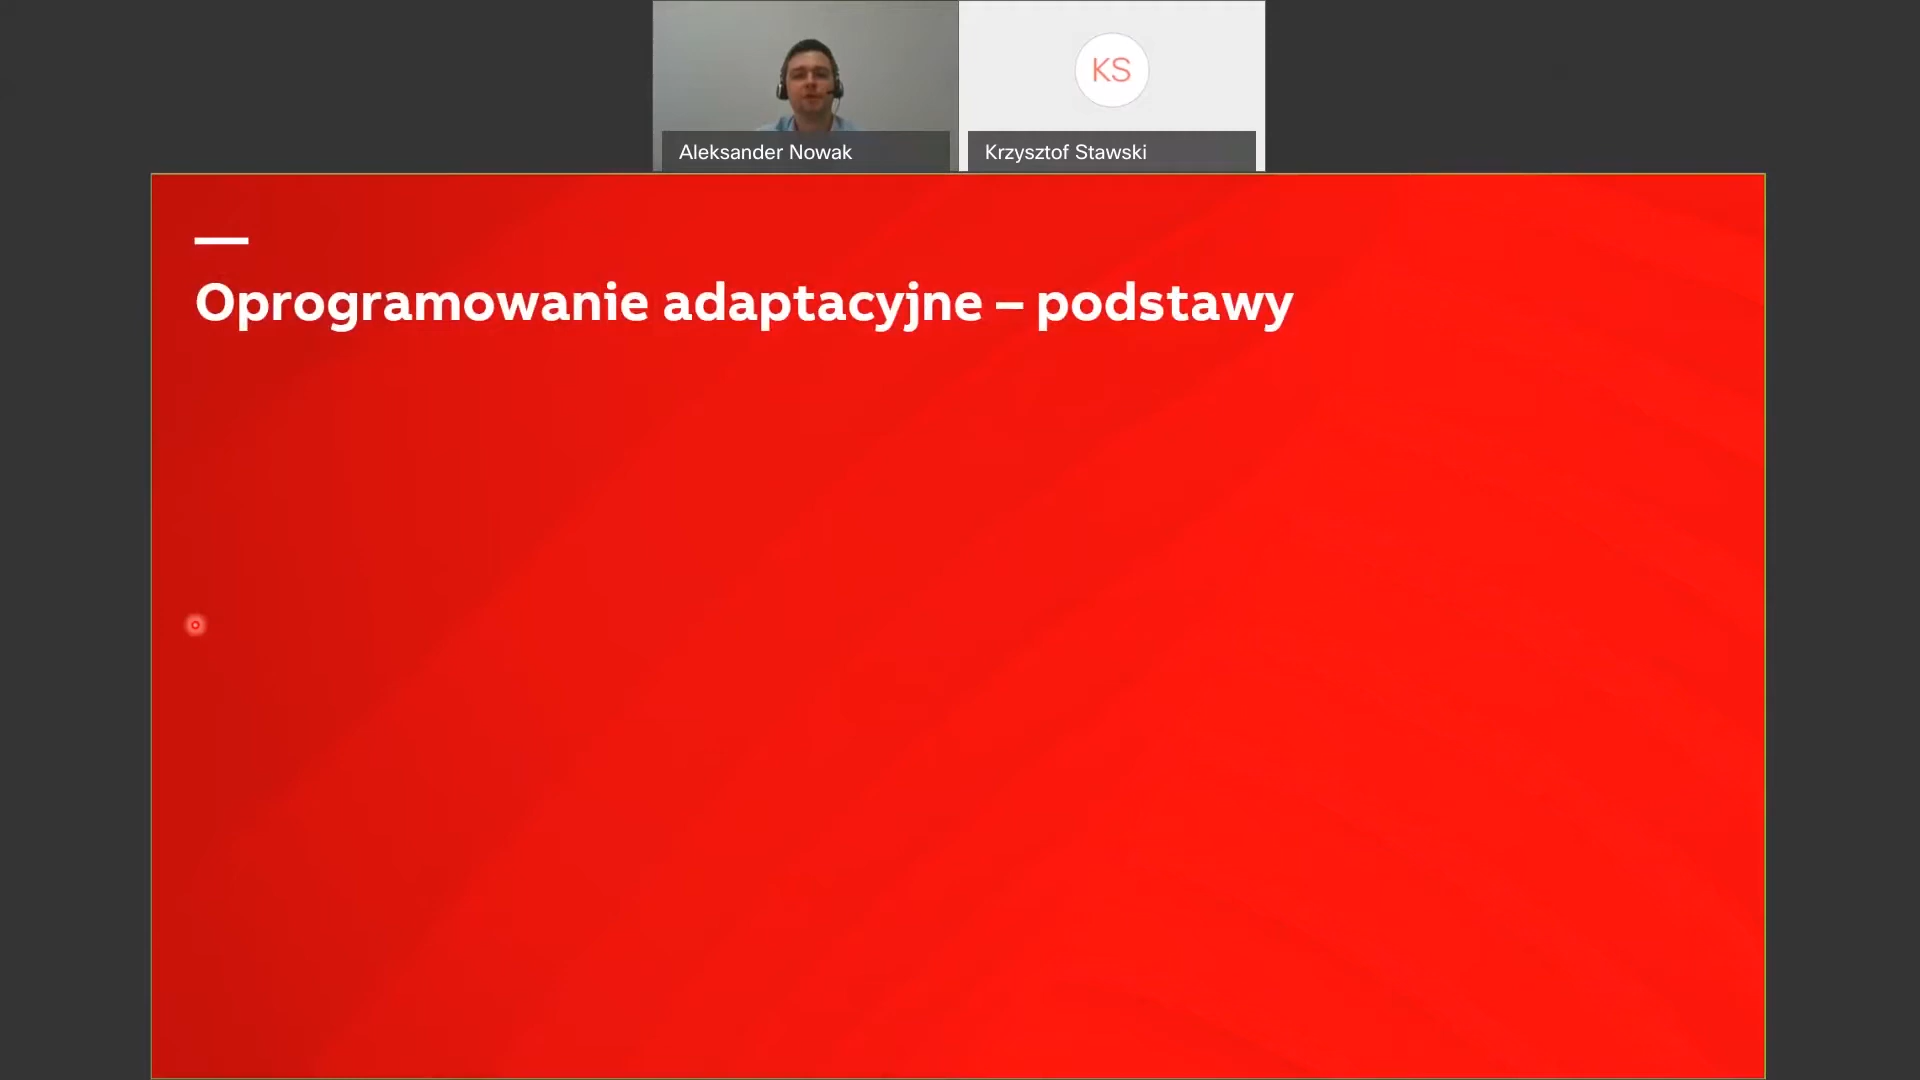 KS
Aleksander Nowak
Krzysztof Stawski
Oprogramowanie adaptacyjne – podstawy